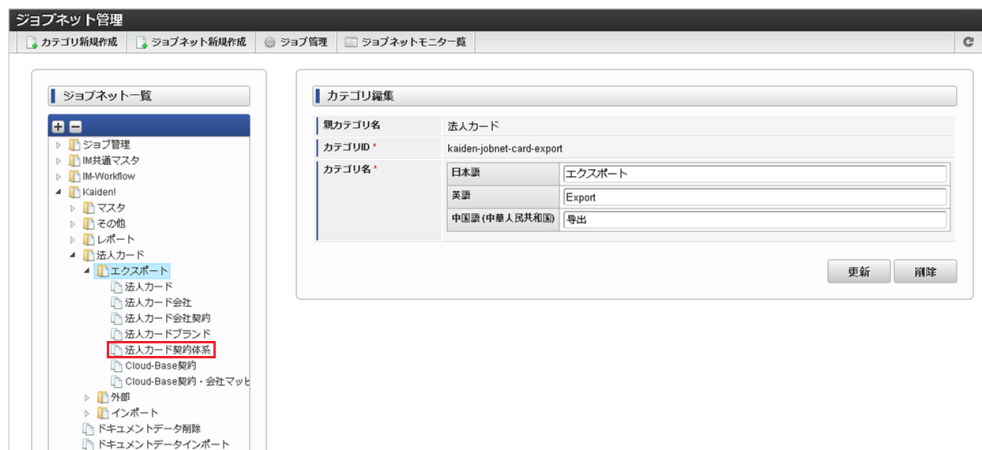 ジョブネット管理
カテゴリ新規作成 ジョブネット新規作成 ジョブ管理 ジョブネットモニター覧
ジョブネット一覧
ジョブ管理
IM共通マスタ
IM-Workflow
Kaiden!
マスタ
その他
レポート
法人カード
エクスポート
法人カード
法人カード会社
法人カード会社契約
法人カードブランド
法人カード契約体系
Cloud-Base契約
Cloud-Base契約・会社マッピ
外部
インポート
ドキュメントデータ削除
ドキュメントデータインポート
カテゴリ編集
親カテゴリ名 法人カード
カテゴリID * kaiden-jobnet-card-export
カテゴリ名 *
日本語 エクスポート
英語 Export
中国語 (中華人民共和国) 导出
更新 削除